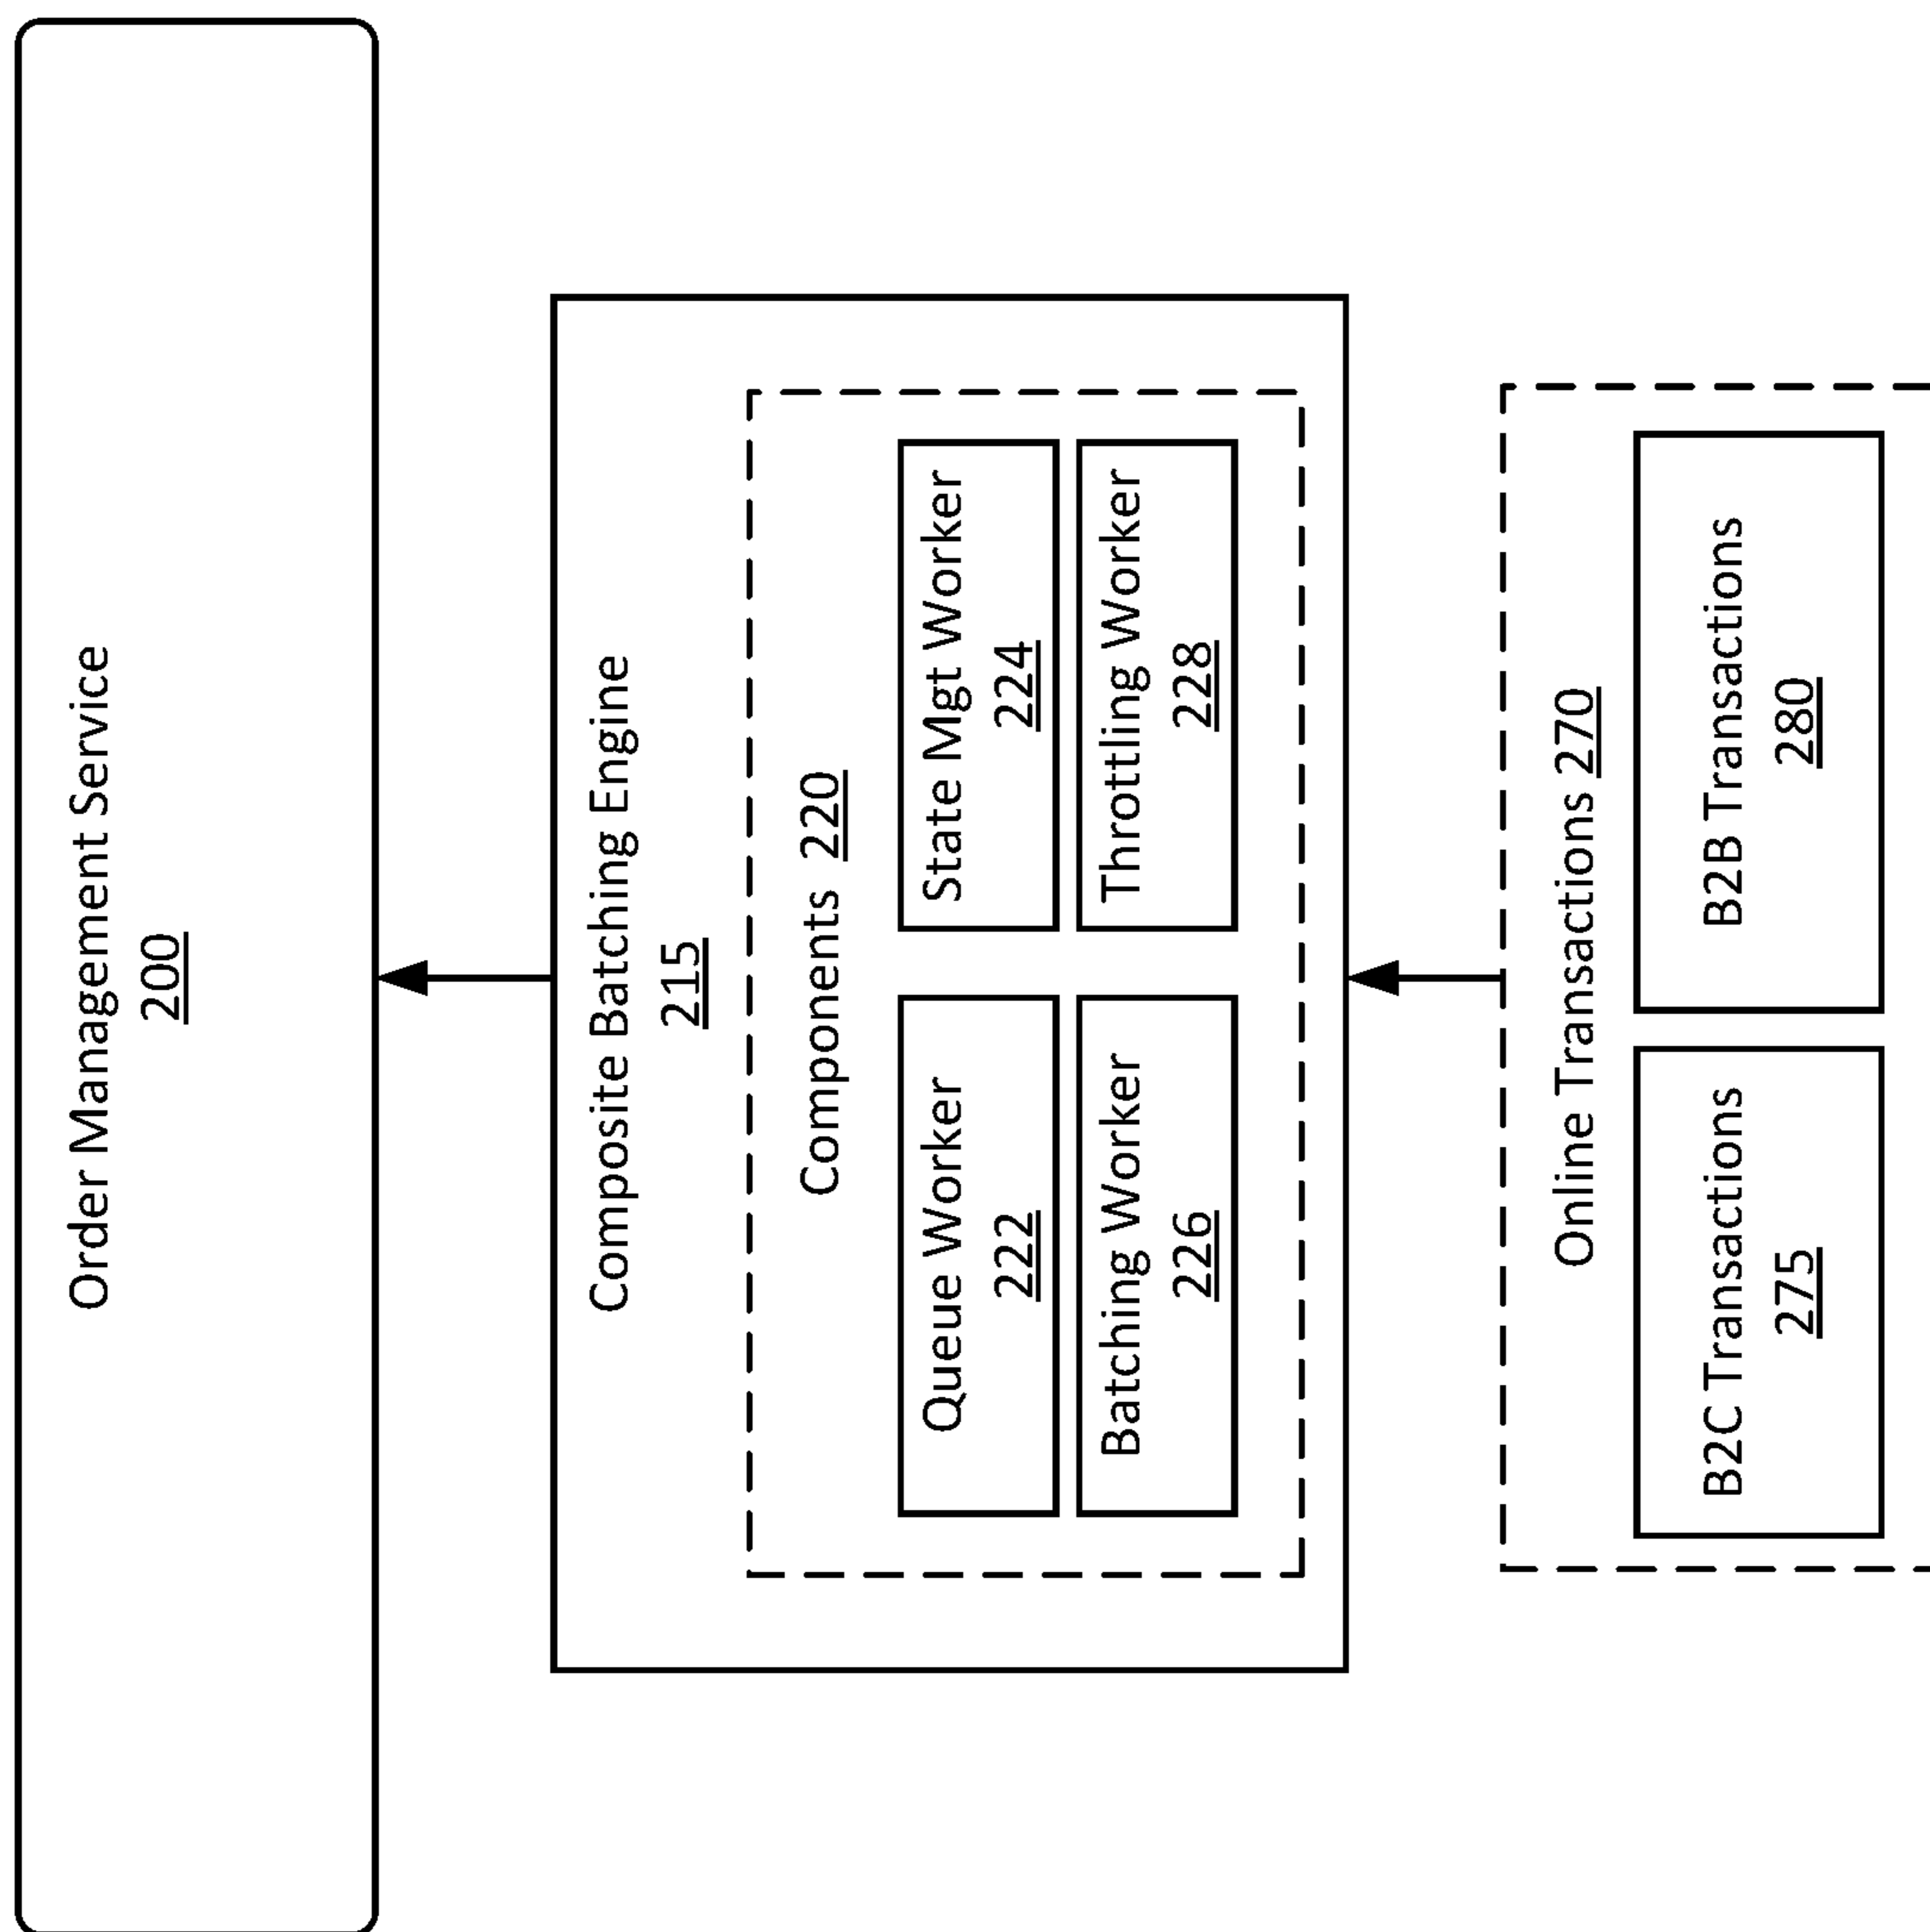 Order Management Service
200
Composite Batching Engine
215
Components 220
Queue Worker
222
State Mgt Worker
224
Batching Worker
226
Throttling Worker
228
Online Transactions 270
B2C Transactions
275
B2B Transactions
280